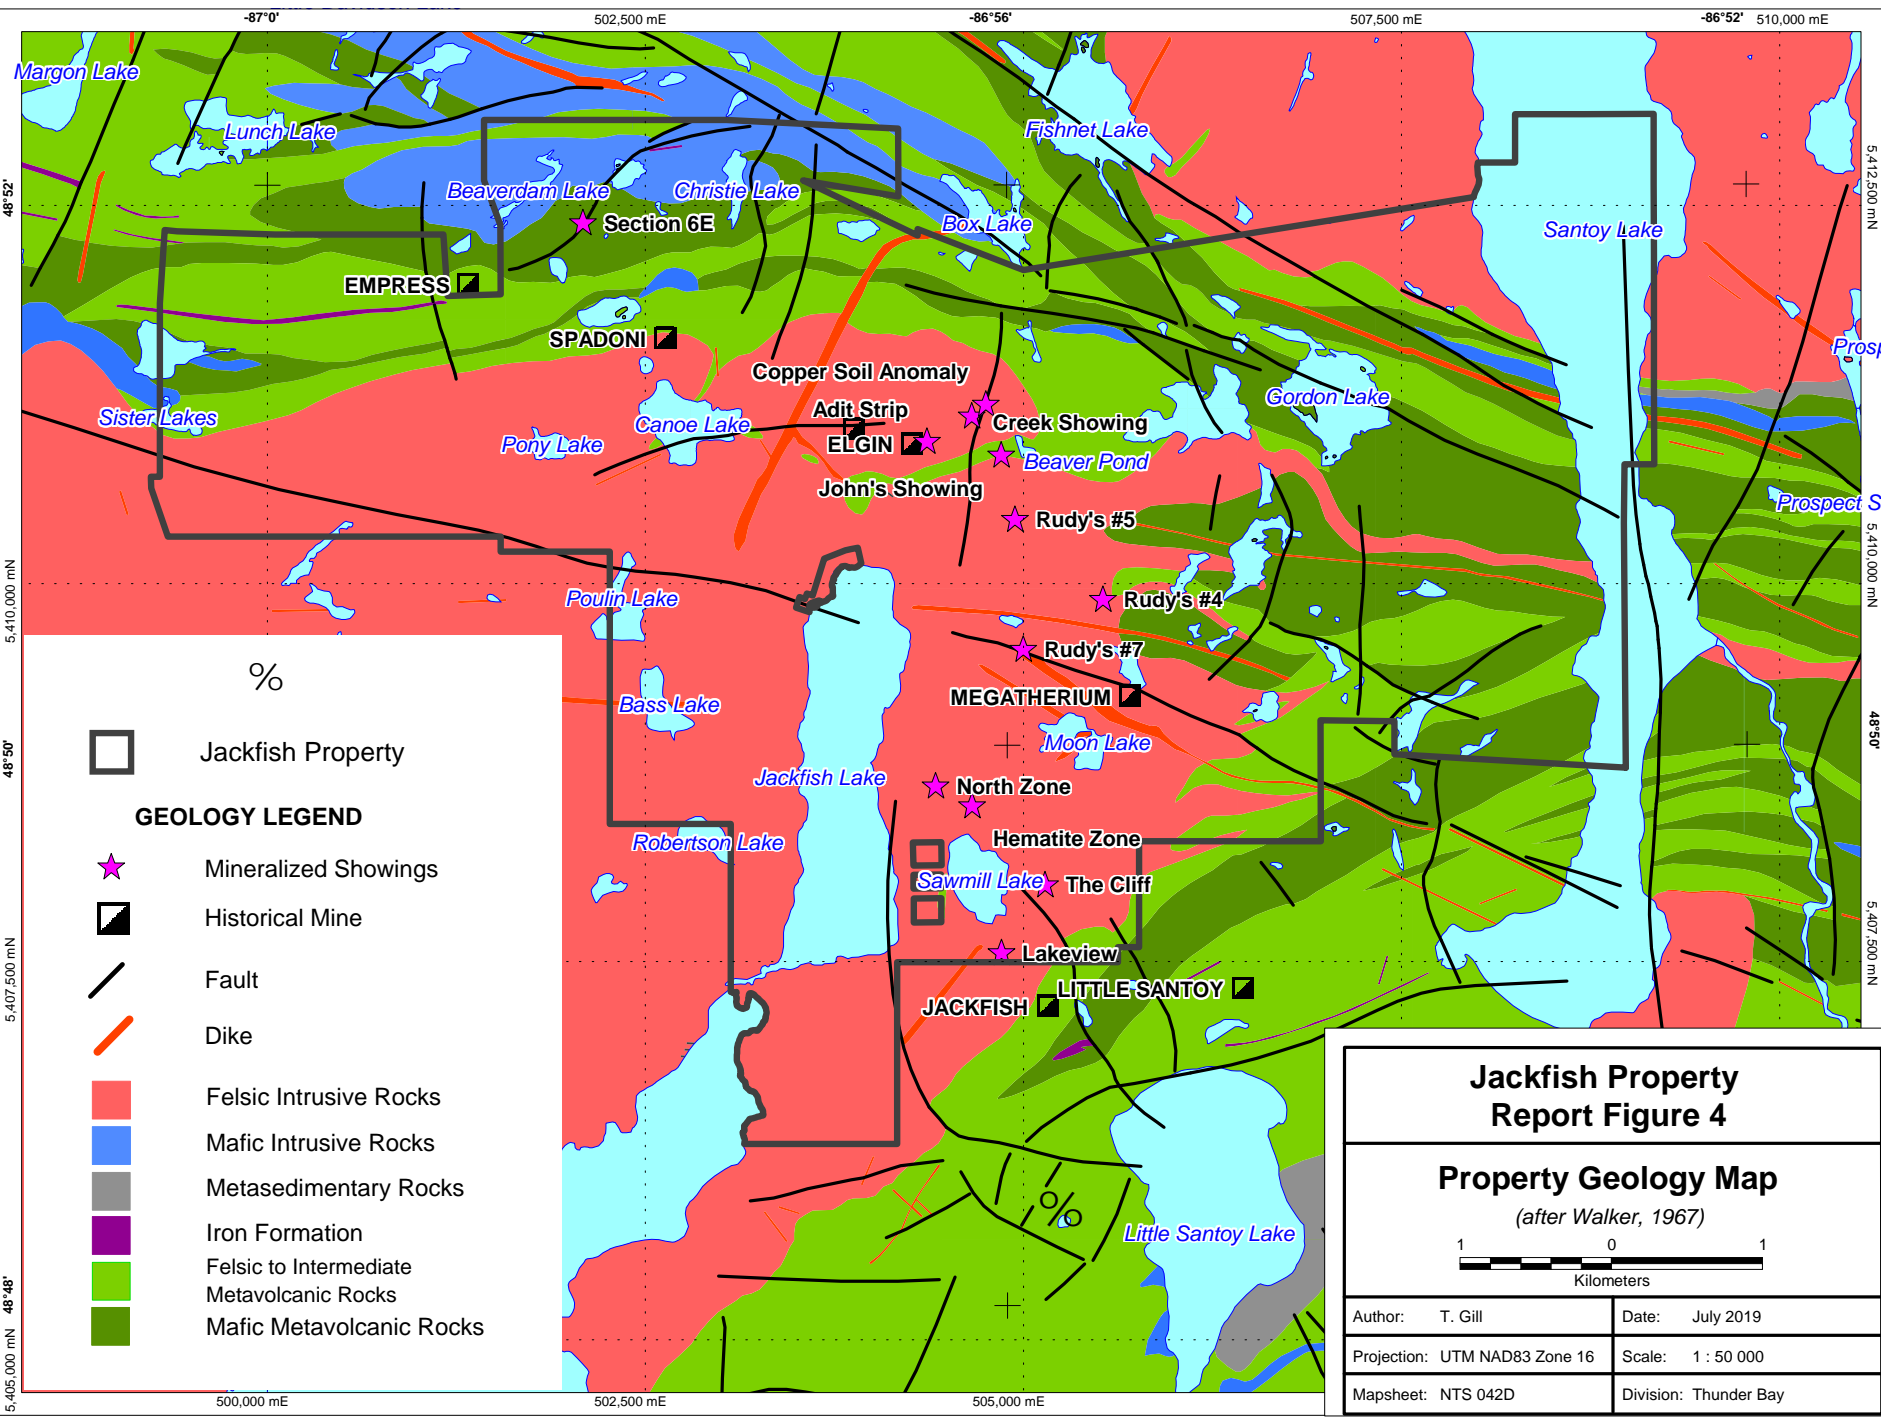 -87°0'
502,500 mE
-86°56'
507,500 mE
-86°52'
510,000 mE
Margon Lake
Lunch Lake
Fishnet Lake
5,412,500 mN
48°52'
Beaverdam Lake
Christie Lake
Section 6E
Box Lake
Santoy Lake
EMPRESS
SPADONI
Prosp
Copper Soil Anomaly
Sister Lakes
Adit Strip
Canoe Lake
Creek Showing
Gordon Lake
Pony Lake
ELGIN
Beaver Pond
John's Showing
Prospect S
Rudy's #5
5,410,000 mN
5,410,000 mN
Poulin Lake
Rudy's #4
Rudy's #7
Bass Lake
MEGATHERIUM
Moon Lake
48°50'
48°50'
Jackfish Lake
North Zone
Robertson Lake
Hematite Zone
Sawmill Lake
The Cliff
Lakeview
5,407,500 mN
5,407,500 mN
LITTLE SANTOY
JACKFISH
%
Little Santoy Lake
48°48'
5,405,000 mN
500,000 mE
502,500 mE
505,000 mE
%
Jackfish Property
GEOLOGY LEGEND
Mineralized Showings
Historical Mine
Fault
Dike
Felsic Intrusive Rocks
Mafic Intrusive Rocks
Metasedimentary Rocks
Iron Formation
Felsic to Intermediate
Metavolcanic Rocks
Mafic Metavolcanic Rocks
Jackfish Property
Report Figure 4
Property Geology Map
(after Walker, 1967)
1 0 1
Kilometers
Author: T. Gill
Date: July 2019
Projection: UTM NAD83 Zone 16
Scale: 1 : 50 000
Mapsheet: NTS 042D
Division: Thunder Bay